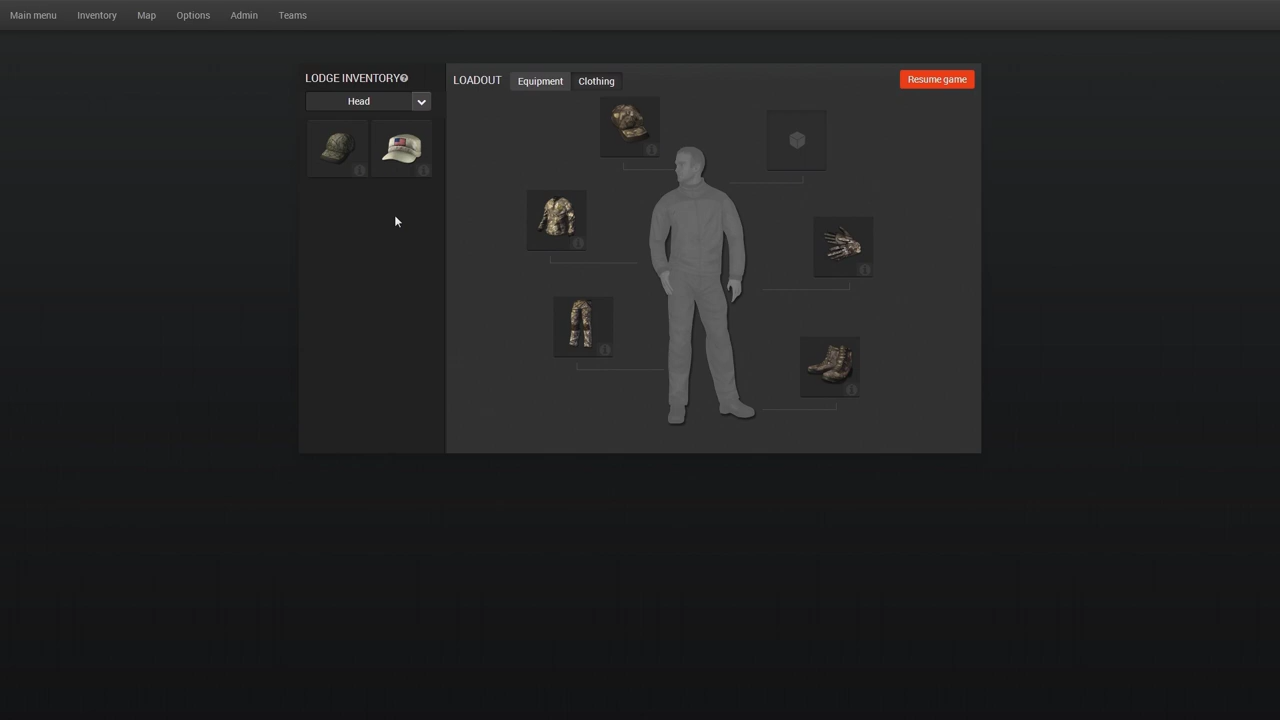 Main menu Inventory Map Options Admin Teams
LODGE INVENTORY
Head
LOADOUT Equipment Clothing
Resume game